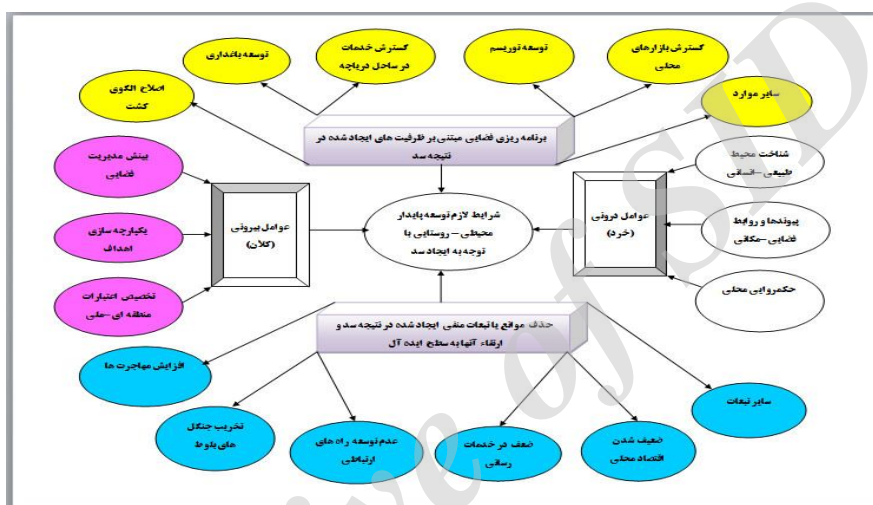 گسترش بازارهای
محلی
توسعه توریسم
گسترش خدمات
در ساحل دریاچه
توسعه باغداری
اصلاح الگوی
کشت
سایر موارد
برنامه ریزی فضایی مبتنی بر ظرفیت های ایجاد شده در
نتیجه سد
شناخت محیط
طبیعی – انسانی
پیوندها و روابط
فضایی – مکانی
حکمروایی محلی
عوامل درونی
(خرد)
شرایط لازم توسعه پایدار
محیطی – روستایی با
توجه به ایجاد سد
عوامل بیرونی
(کلان)
بینش مدیریت
فضایی
یکپارچه سازی
اهداف
تخصیص اعتبارات
منطقه ای – ملی
حذف موانع یا تبعات منفی ایجاد شده در نتیجه سد و
ارتقاء آنها به سطح ایده آل
سایر تبعات
ضعیف شدن
اقتصاد محلی
ضعف در خدمات
رسانی
عدم توسعه راه های
ارتباطی
تخریب جنگل
های بلوط
افزایش مهاجرت ها
ive of SID